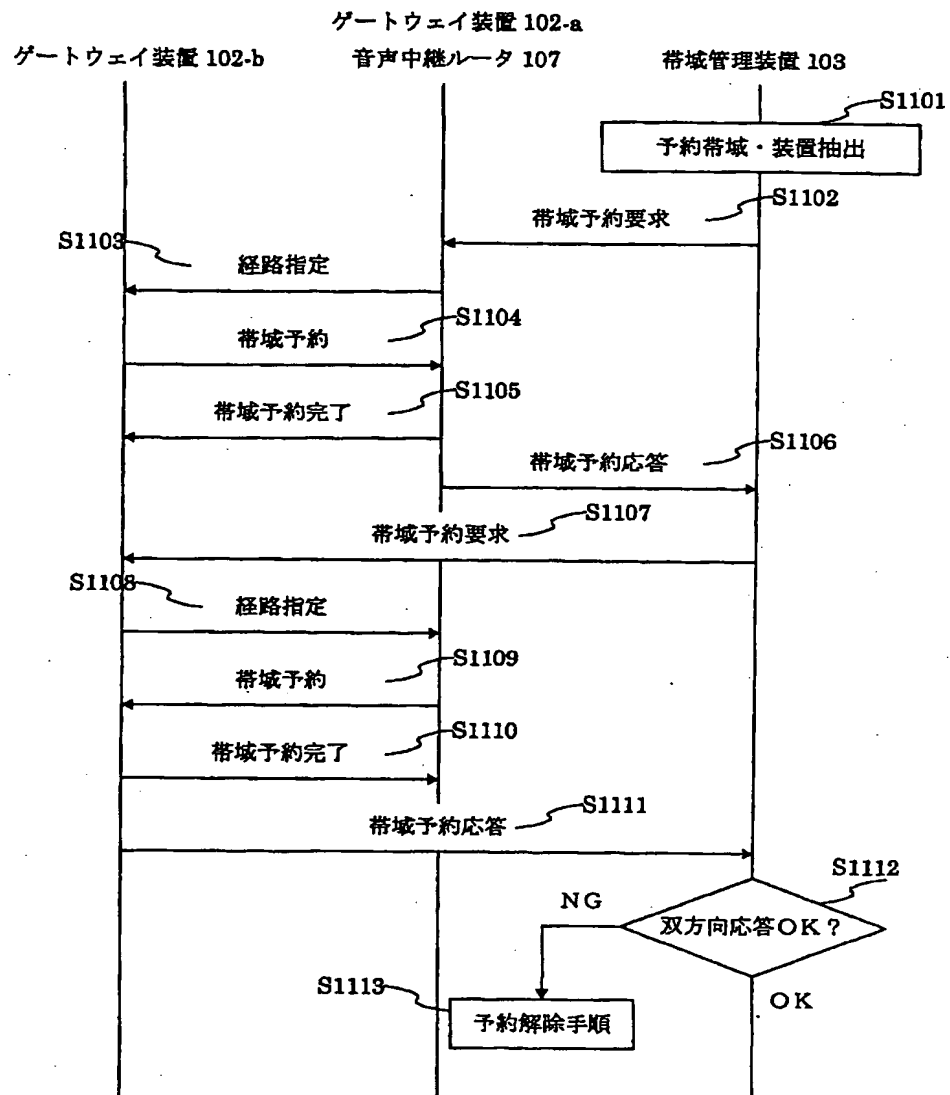 ゲートウェイ装置 102-a
ゲートウェイ装置 102-b
音声中継ルータ 107
帯域管理装置 103
S1101
予約帯域・装置抽出
S1102
帯域予約要求
S1103
経路指定
S1104
帯域予約
S1105
帯域予約完了
S1106
帯域予約応答
S1107
帯域予約要求
S1108
経路指定
S1109
帯域予約
S1110
帯域予約完了
S1111
帯域予約応答
S1112
NG
双方向応答OK？
S1113
OK
予約解除手順